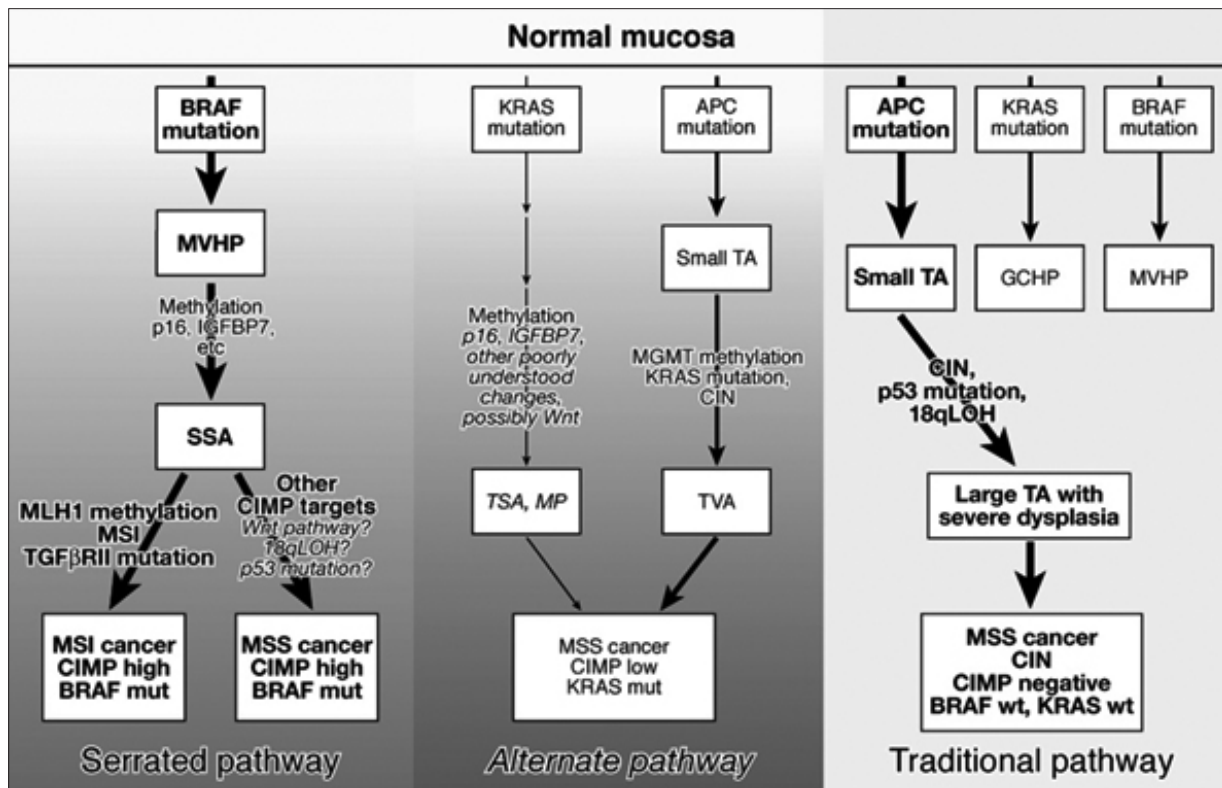 Normal mucosa
BRAF
mutation
MVHP
Methylation
p16, IGFBP7,
etc
SSA
MLH1 methylation
MSI
TGFβRII mutation
Other
CIMP targets
Wnt pathway?
18qLOH?
p53 mutation?
MSI cancer
CIMP high
BRAF mut
MSS cancer
CIMP high
BRAF mut
Serrated pathway
KRAS
mutation
Methylation
p16, IGFBP7,
other poorly
understood
changes,
possibly Wnt
TSA, MP
APC
mutation
Small TA
MGMT methylation
KRAS mutation,
CIN
TVA
MSS cancer
CIMP low
KRAS mut
Alternate pathway
APC
mutation
Small TA
KRAS
mutation
GCHP
BRAF
mutation
MVHP
CIN,
p53 mutation,
18qLOH
Large TA with
severe dysplasia
MSS cancer
CIN
CIMP negative
BRAF wt, KRAS wt
Traditional pathway